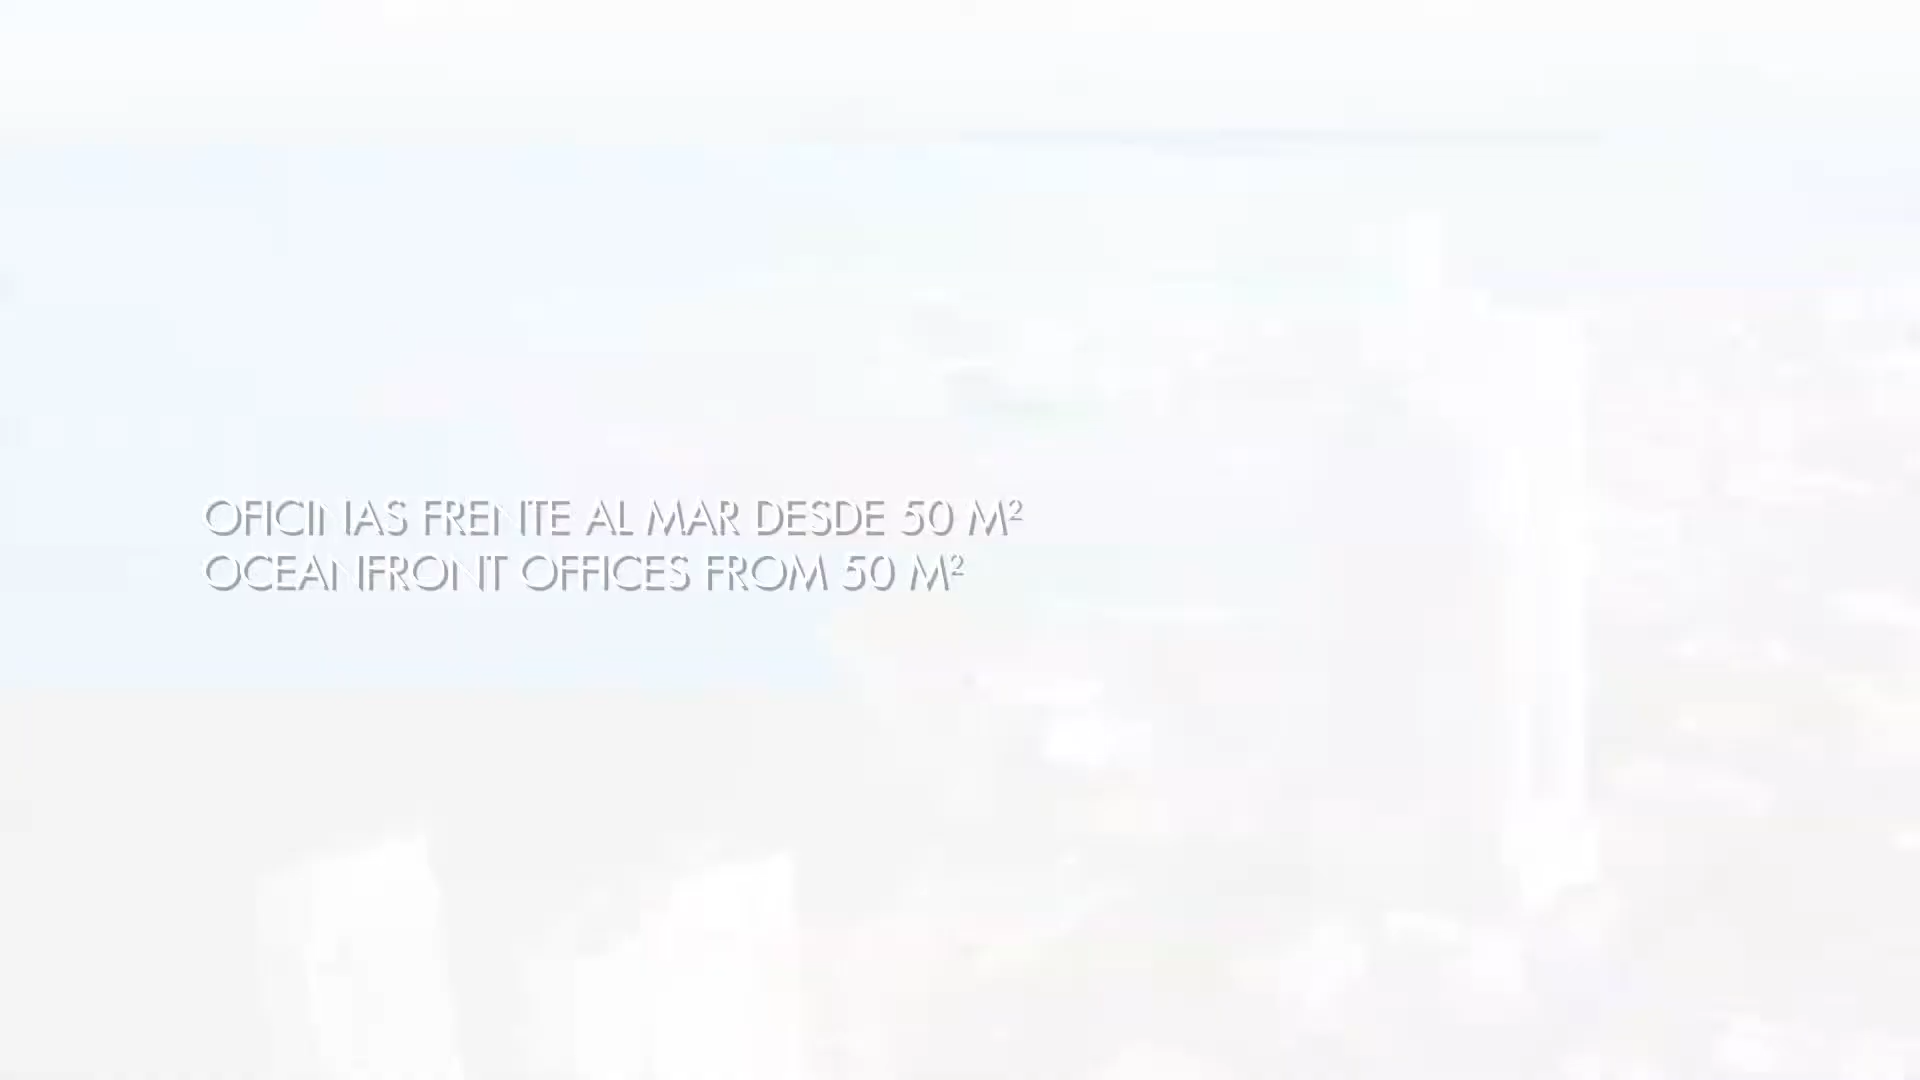 OFICINAS FRENTE AL MAR DESDE 50 M²
OCEANFRONT OFFICES FROM 50 M²